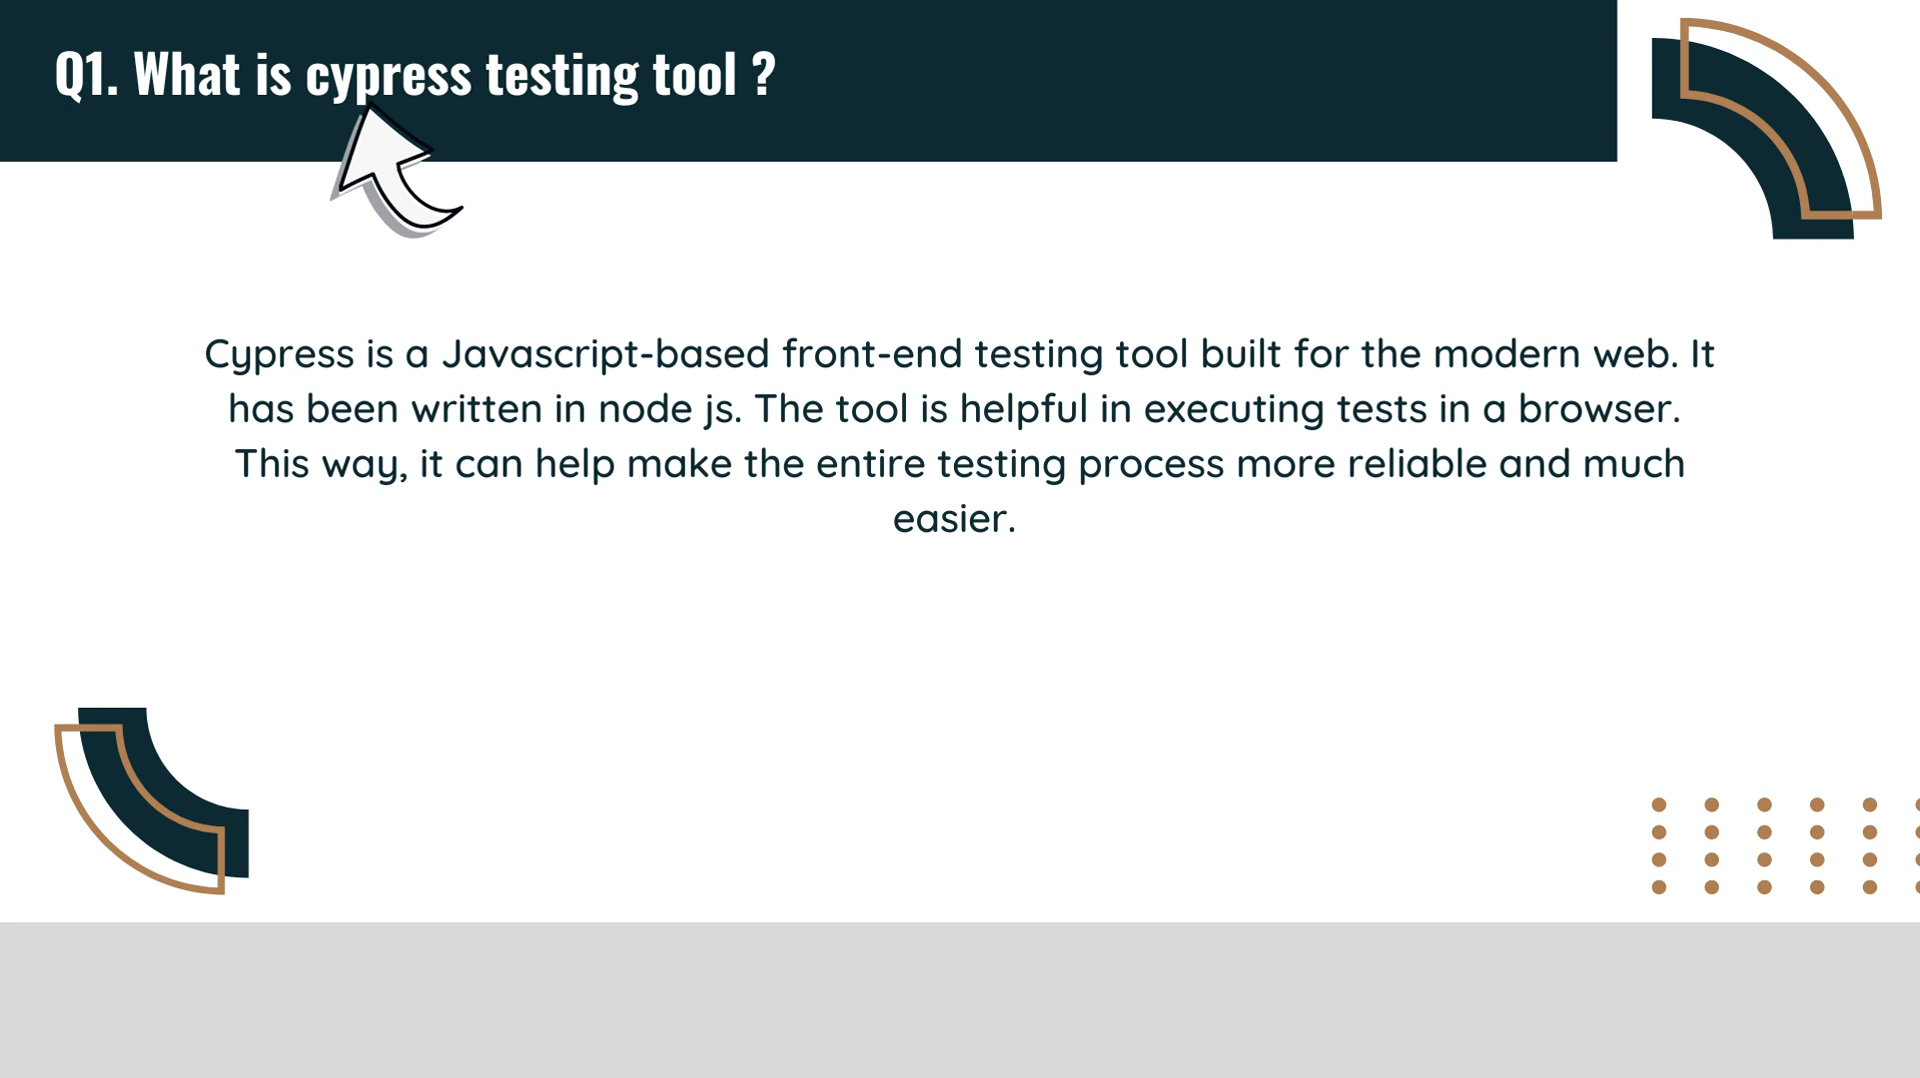 Q1. What is cypress testing tool ?
Cypress is a Javascript-based front-end testing tool built for the modern web. It
has been written in node js. The tool is helpful in executing tests in a browser.
This way, it can help make the entire testing process more reliable and much
easier.